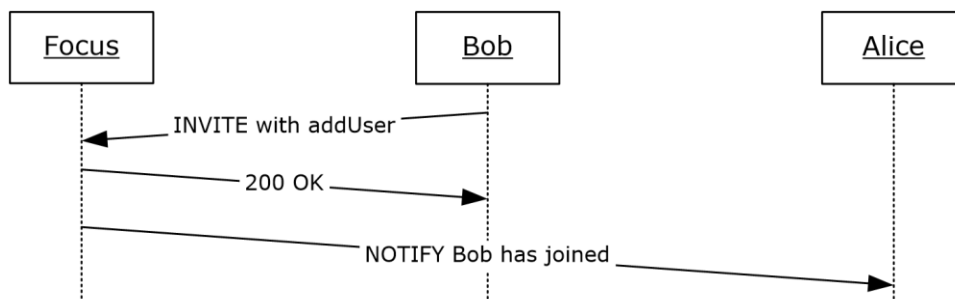 Focus
Bob
Alice
INVITE with addUser
200 OK
NOTIFY Bob has joined